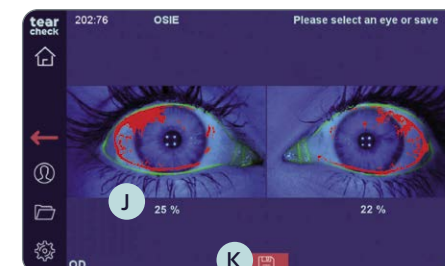 tear
check
202:76
OSIE
Please select an eye or save
J
25 %
22 %
K
OD